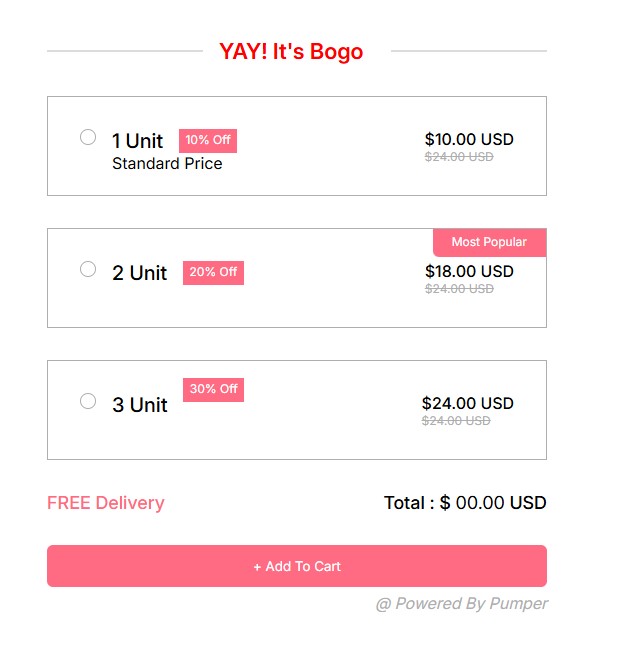 YAY! It's Bogo
1 Unit 10% Off $10.00 USD
Standard Price $24.00 USD
Most Popular
2 Unit 20% Off $18.00 USD
$24.00 USD
30% Off
3 Unit $24.00 USD
$24.00 USD
FREE Delivery Total : $ 00.00 USD
+ Add To Cart
@ Powered By Pumper